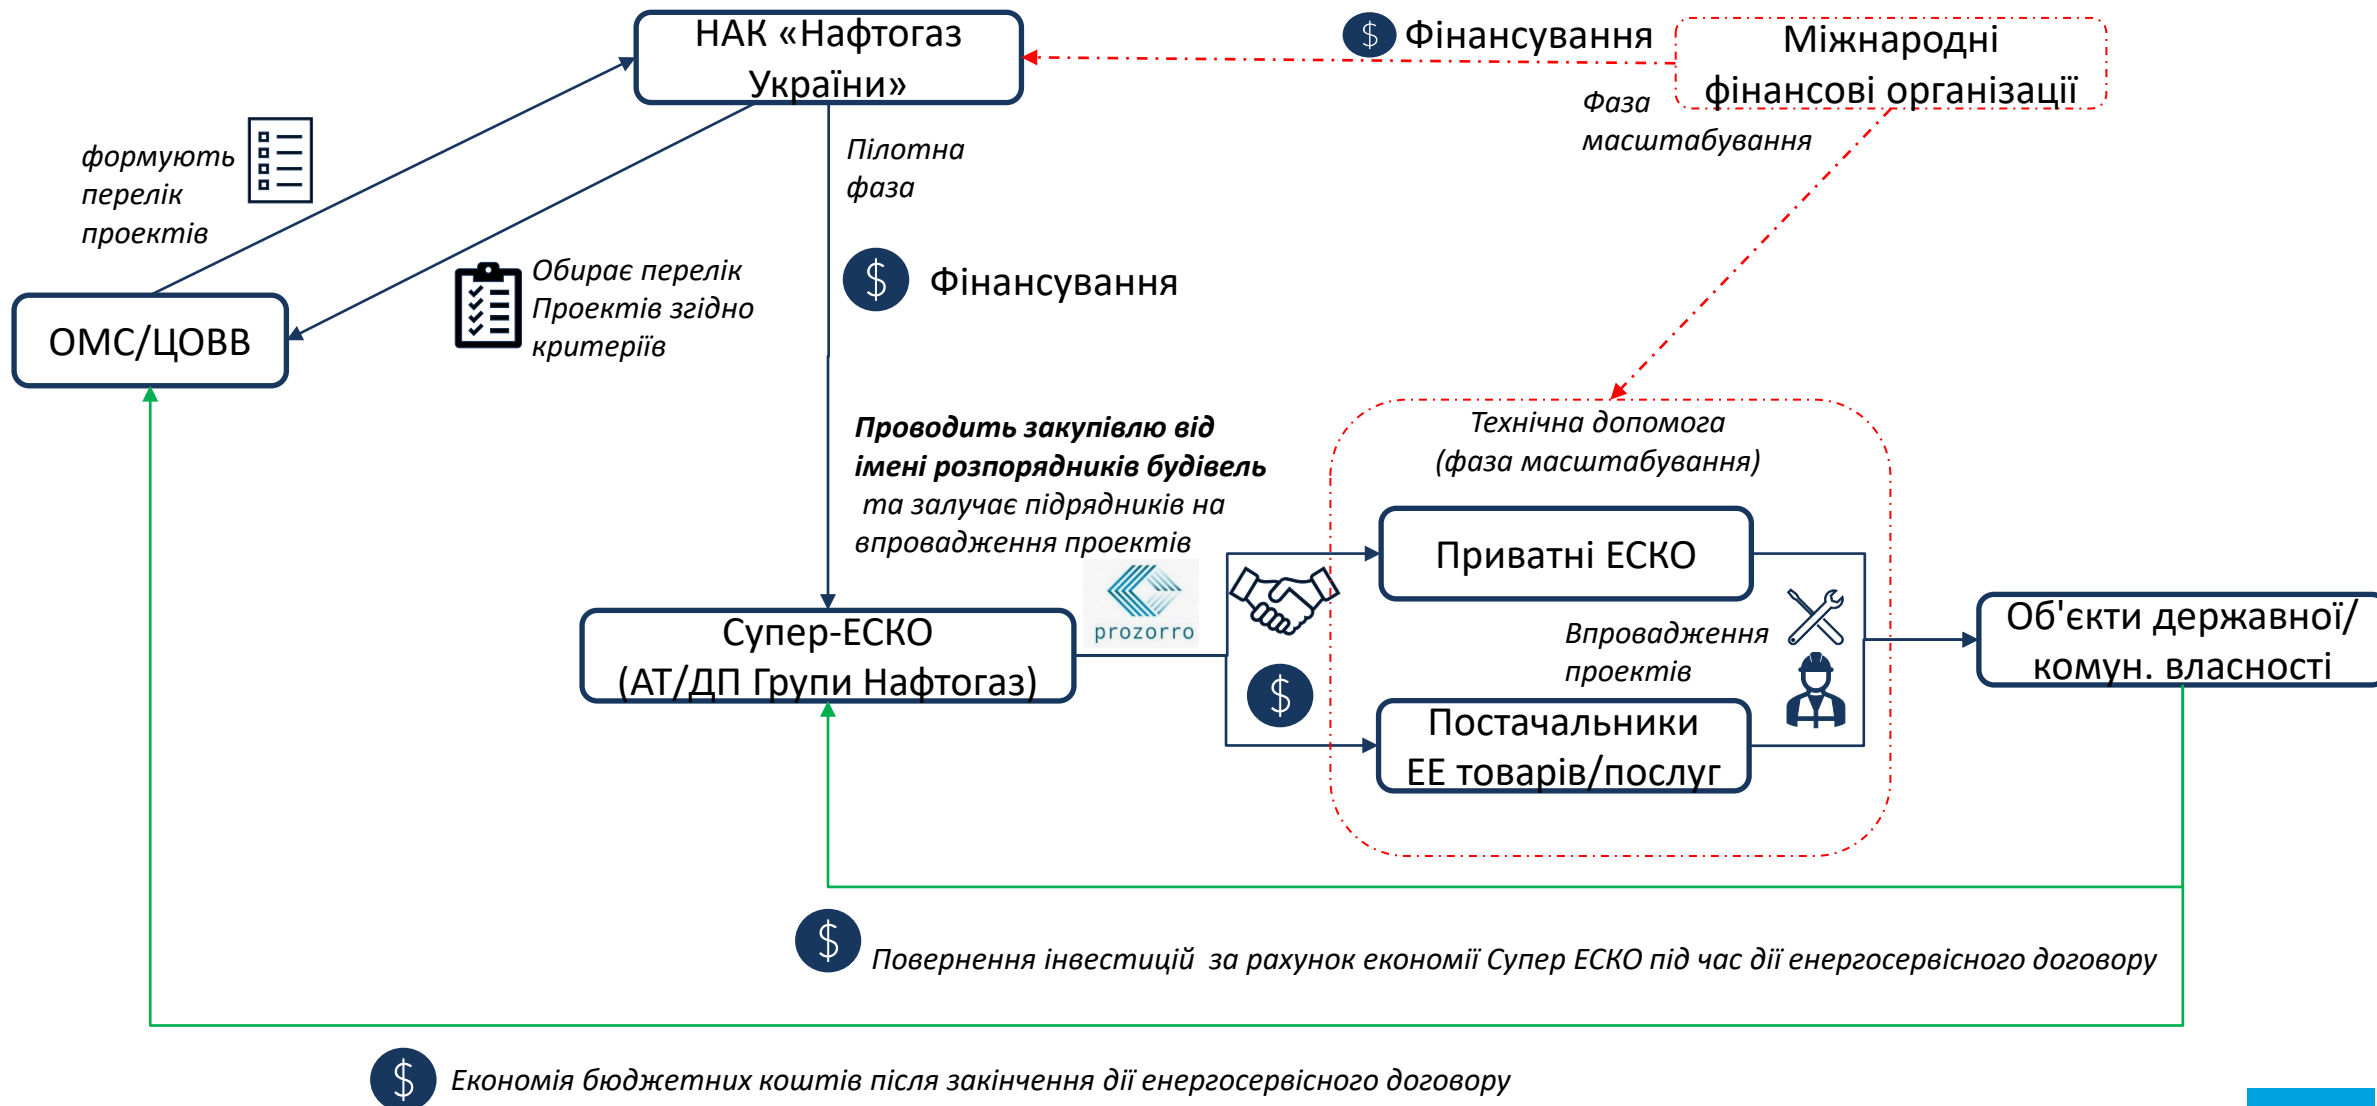 НАК «Нафтогаз
України»
$ Фінансування
Міжнародні
фінансові організації
Фаза
масштабування
формують
перелік
проектів
Пілотна
фаза
Обирає перелік
Проектів згідно
критеріїв
$ Фінансування
ОМС/ЦОВВ
Проводить закупівлю від
імені розпорядників будівель
та залучає підрядників на
впровадження проектів
Технічна допомога
(фаза масштабування)
Приватні ЕСКО
prozorro
Супер-ЕСКО
(АТ/ДП Групи Нафтогаз)
$
Впровадження
проектів
Об'єкти державної/
комун. власності
Постачальники
ЕЕ товарів/послуг
$ Повернення інвестицій за рахунок економії Супер ЕСКО під час дії енергосервісного договору
$ Економія бюджетних коштів після закінчення дії енергосервісного договору